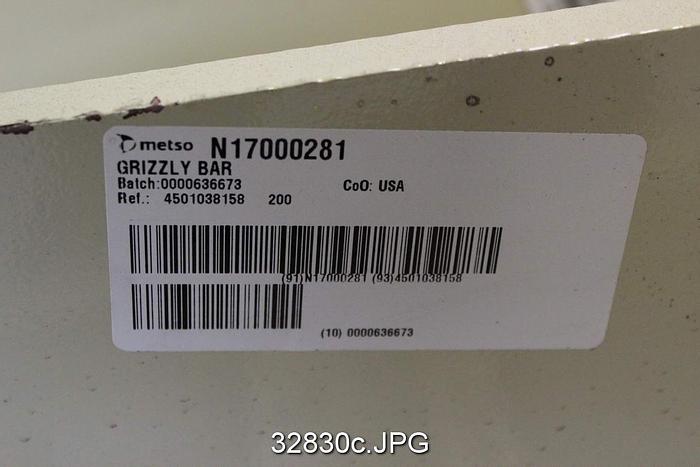 metso N17000281
GRIZZLY BAR
Batch:0000636673 CoO: USA
Ref.: 4501038158 200
(91)N17000281 (93)4501038158
(10) 0000636673
32830c.JPG